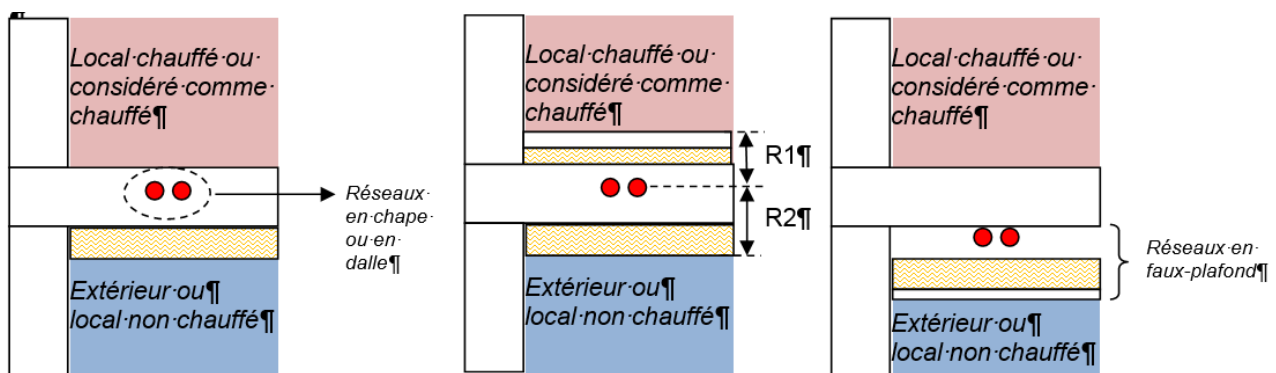 ¶
Local·chauffé·ou·
considéré·comme·
chauffé¶
Réseaux·
en·chape·
ou·en·
dalle¶
Extérieur·ou¶
local·non·chauffé¶
Local·chauffé·ou·
considéré·comme·
chauffé¶
R1¶
R2¶
Extérieur·ou¶
local·non·chauffé¶
Local·chauffé·ou·
considéré·comme·
chauffé¶
Réseaux·en·
faux-plafond¶
Extérieur·ou¶
local·non·chauffé¶